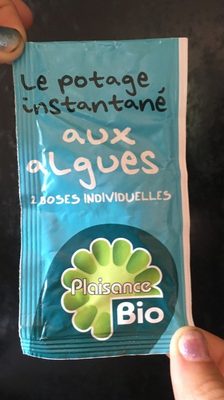 Le potage
instantané
aux
algues
2 DOSES INDIVIDUELLES
Plaisance
Bio